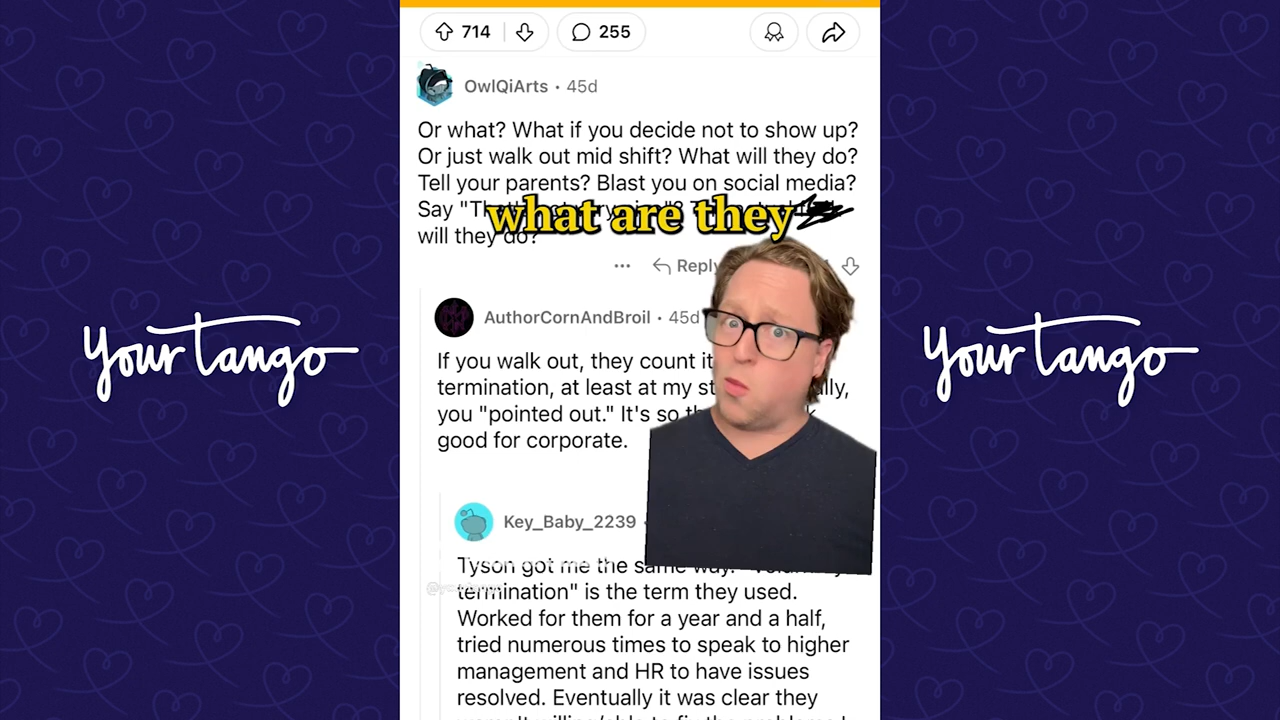 714
255
OwlQiArts • 45d
Or what? What if you decide not to show up?
Or just walk out mid shift? What will they do?
Tell your parents? Blast you on social media?
Say "
what are they
will they do?
... Reply
AuthorCornAndBroil • 45d
If you walk out, they count it
termination, at least at my
you "pointed out." It's so
good for corporate.
your tango
your tango
Key_Baby_2239
Tyson got me the same way.
termination" is the term they used.
Worked for them for a year and a half,
tried numerous times to speak to higher
management and HR to have issues
resolved. Eventually it was clear they